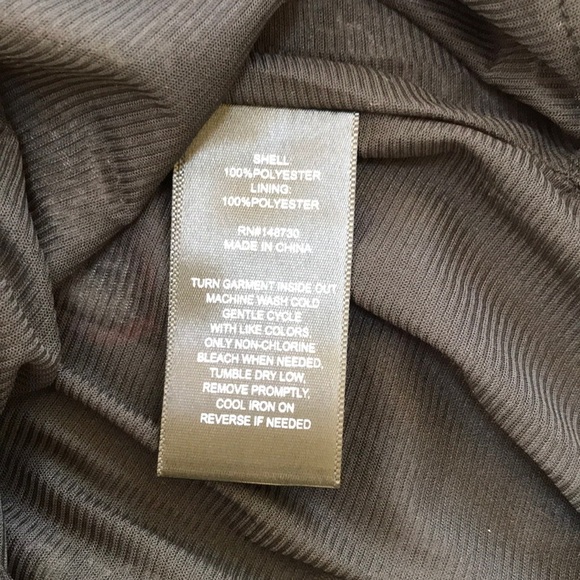 SHELL
100%POLYESTER
LINING:
100%POLYESTER
RN#148730
MADE IN CHINA
TURN GARMENT INSIDE OUT
MACHINE WASH COLD
GENTLE CYCLE
WITH LIKE COLORS,
ONLY NON-CHLORINE
BLEACH WHEN NEEDED,
TUMBLE DRY LOW,
REMOVE PROMPTLY,
COOL IRON ON
REVERSE IF NEEDED